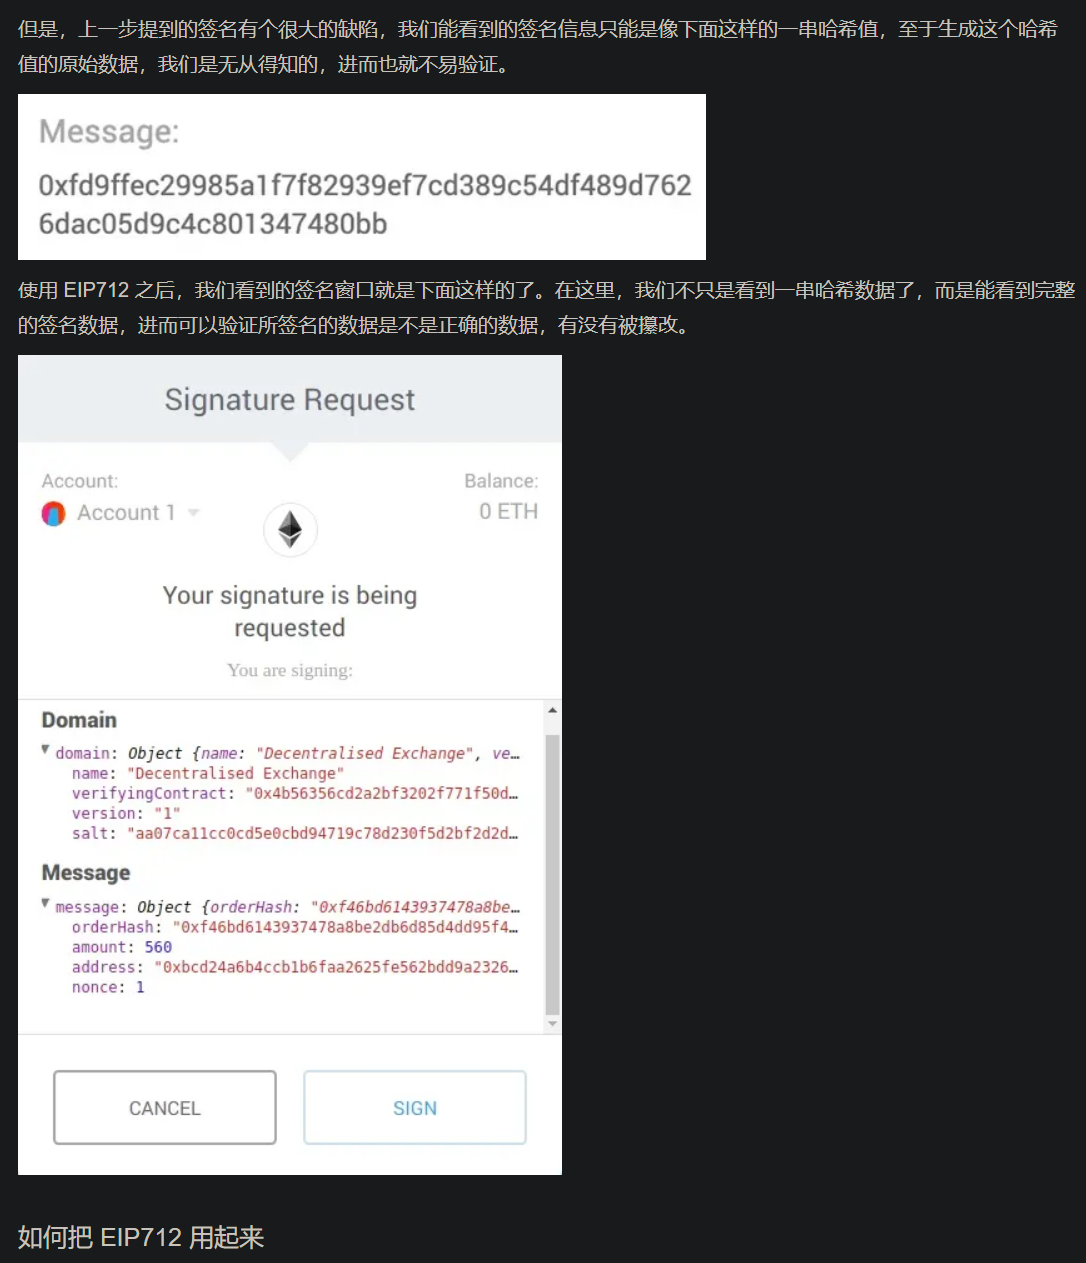 但是，上一步提到的签名有个很大的缺陷，我们能看到的签名信息只能是像下面这样的一串哈希值，至于生成这个哈希
值的原始数据，我们是无从得知的，进而也就不易验证。
Message:
0xfd9ffec29985a1f7f82939ef7cd389c54df489d762
6dac05d9c4c801347480bb
使用 EIP712 之后，我们看到的签名窗口就是下面这样的了。在这里，我们不只是看到一串哈希数据了，而是能看到完整
的签名数据，进而可以验证所签名的数据是不是正确的数据，有没有被攥改。
Signature Request
Account:
Account 1
Balance:
0 ETH
Your signature is being
requested
You are signing:
Domain
domain: Object {name: "Decentralised Exchange", ve…
name: "Decentralised Exchange"
verifyingContract: "0x4b56356cd2a2bf3202f771f50d…
version: "1"
salt: "aa07ca11cc0cd5e0cbd94719c78d230f5d2bf2d2d…
Message
message: Object {orderHash: "0xf46bd6143937478a8be…
orderHash: "0xf46bd6143937478a8be2db6d85d4dd95f4…
amount: 560
address: "0xbcd24a6b4ccb1b6faa2625fe562bdd9a2326…
nonce: 1
CANCEL
SIGN
如何把 EIP712 用起来